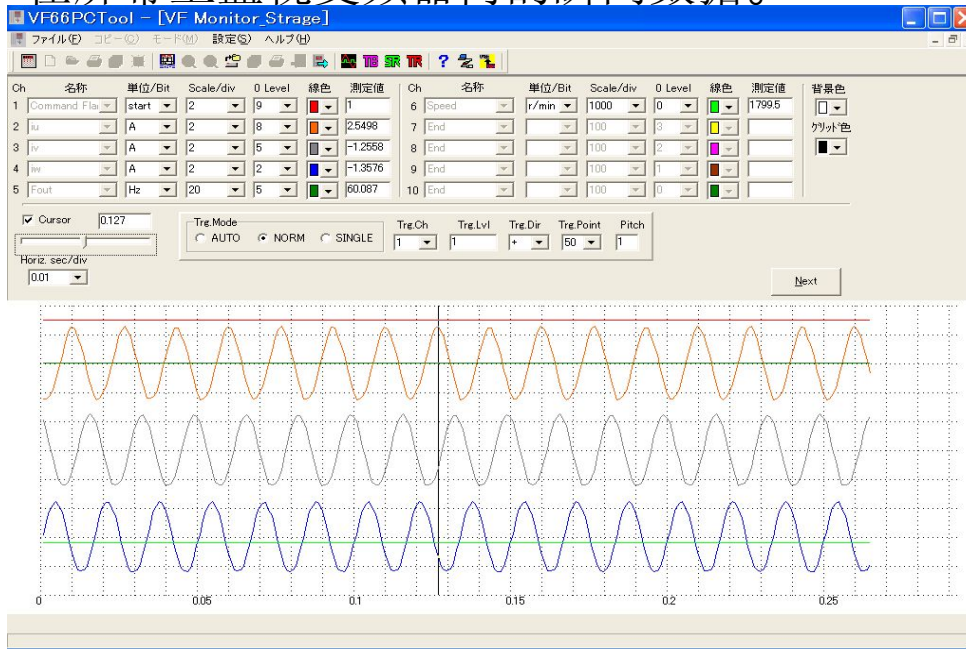 VF66PCTool - [VF Monitor_Strage]
ファイル(F) コピー(C) モード(M) 設定(S) ヘルプ(H)
TB SR TR ?
Ch 名称 単位/Bit Scale/div 0 Level 線色 測定値 Ch 名称 単位/Bit Scale/div 0 Level 線色 測定値 背景色
1 Command Fla start 2 9 1 6 Speed r/min 1000 0 1799.5
2 iu A 2 8 2.5498 7 End 100 3 グリッド色
3 iv A 2 5 -1.2558 8 End 100 2
4 iw A 2 2 -1.3576 9 End 100 1
5 Fout Hz 20 5 60.087 10 End 100 0
Cursor 0.127 Trg.Mode Trg.Ch Trg.Lvl Trg.Dir Trg.Point Pitch
AUTO NORM SINGLE 1 1 + 50 1
Horiz. sec/div
0.01 Next
0 0.05 0.1 0.15 0.2 0.25